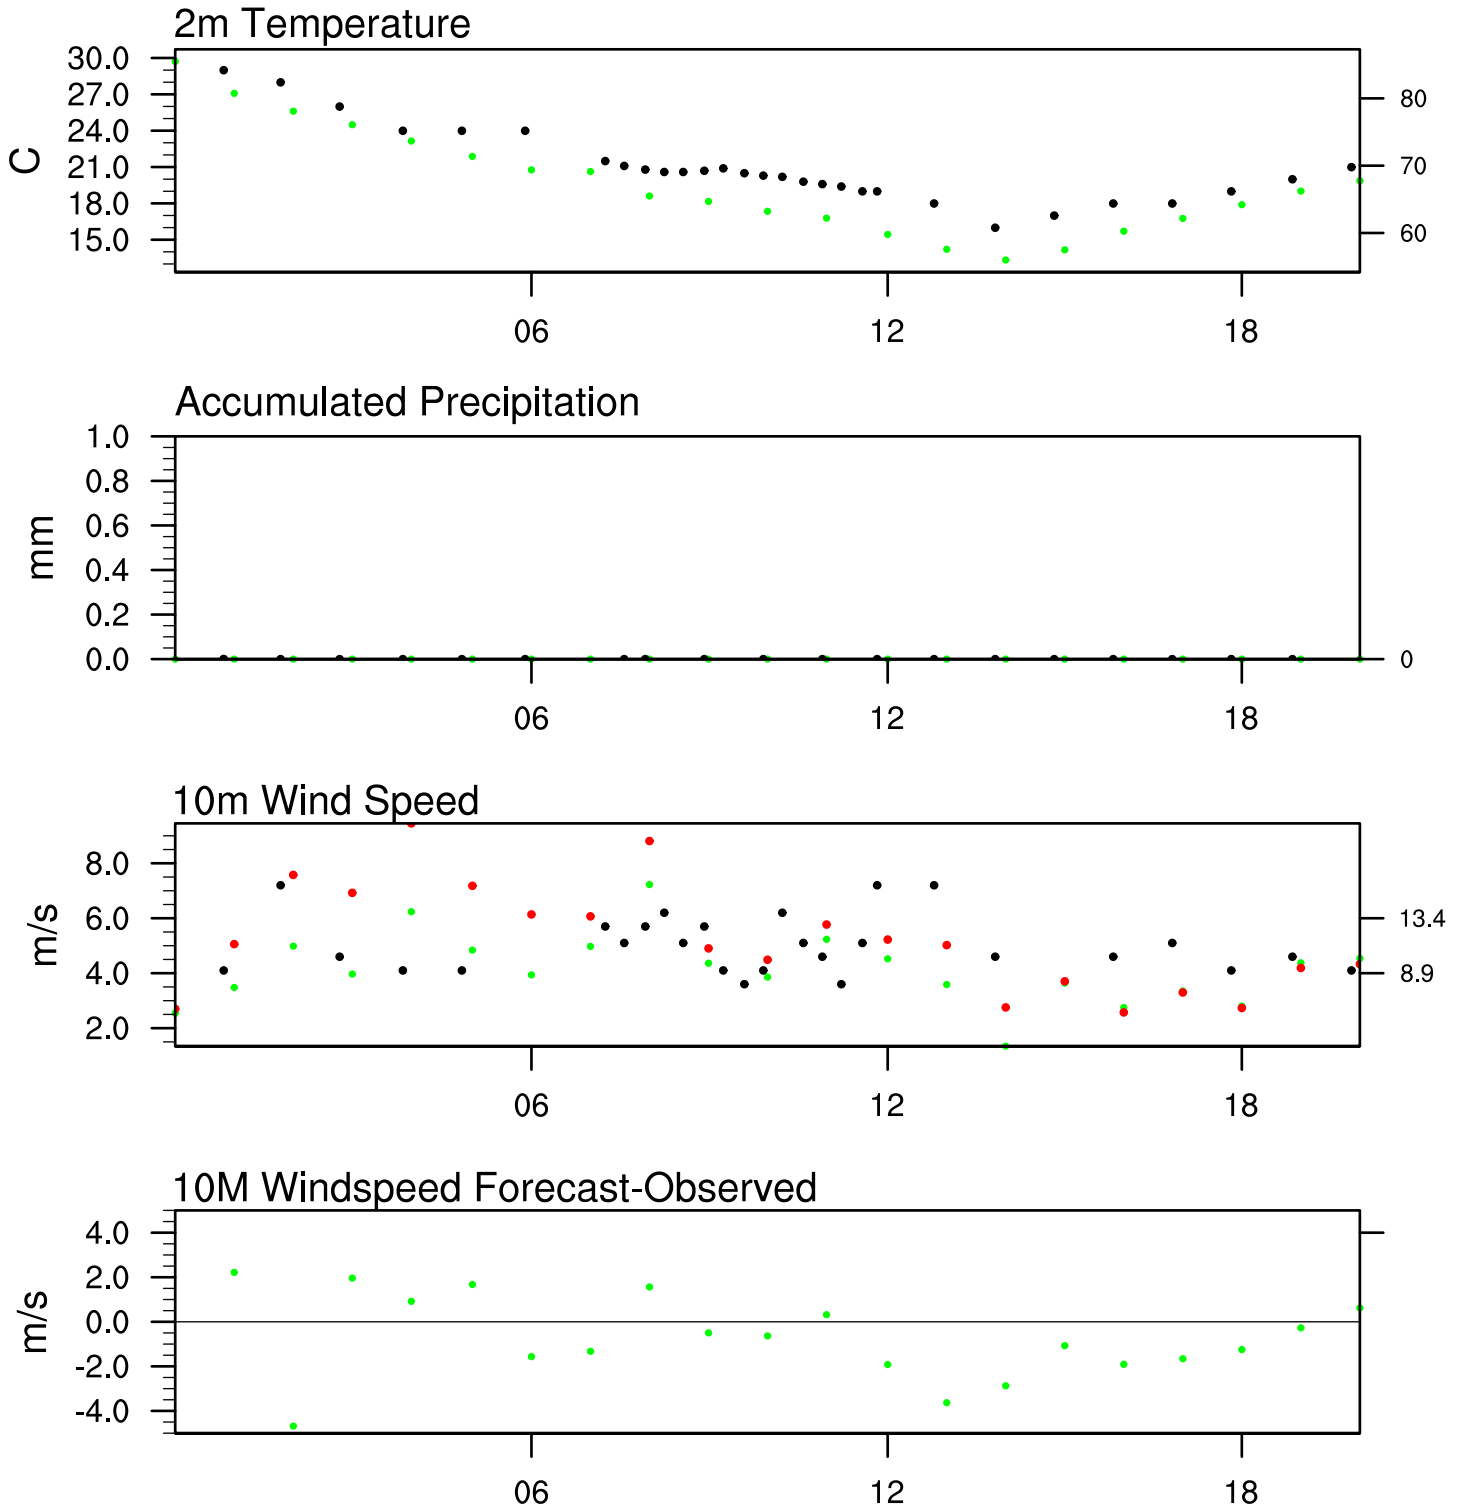 2m Temperature
30.0
27.0
24.0
21.0
18.0
15.0
C
80
70
60
06 12 18
Accumulated Precipitation
1.0
0.8
0.6
0.4
0.2
0.0
mm
0
06 12 18
10m Wind Speed
8.0
6.0
4.0
2.0
m/s
13.4
8.9
06 12 18
10M Windspeed Forecast-Observed
4.0
2.0
0.0
-2.0
-4.0
m/s
06 12 18